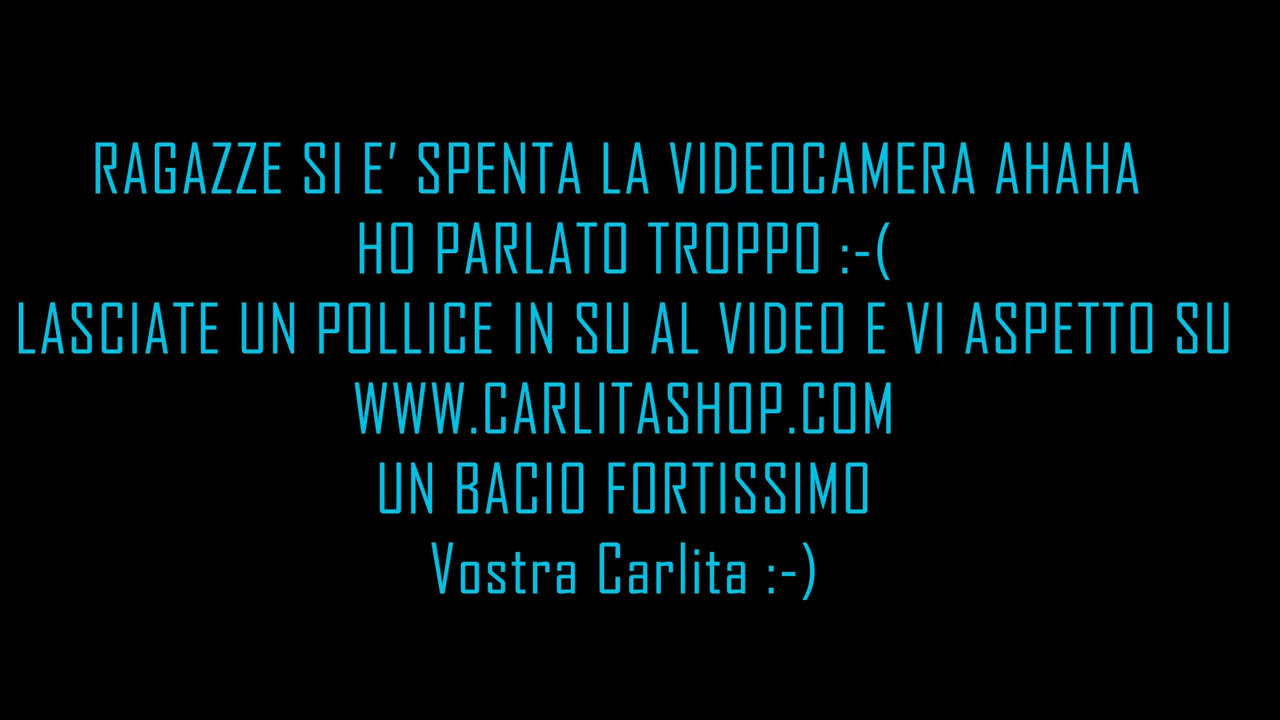 RAGAZZE SI E' SPENTA LA VIDEOCAMERA AHAHA
HO PARLATO TROPPO :-(
LASCIATE UN POLLICE IN SU AL VIDEO E VI ASPETTO SU
WWW.CARLITASHOP.COM
UN BACIO FORTISSIMO
Vostra Carlita :-)